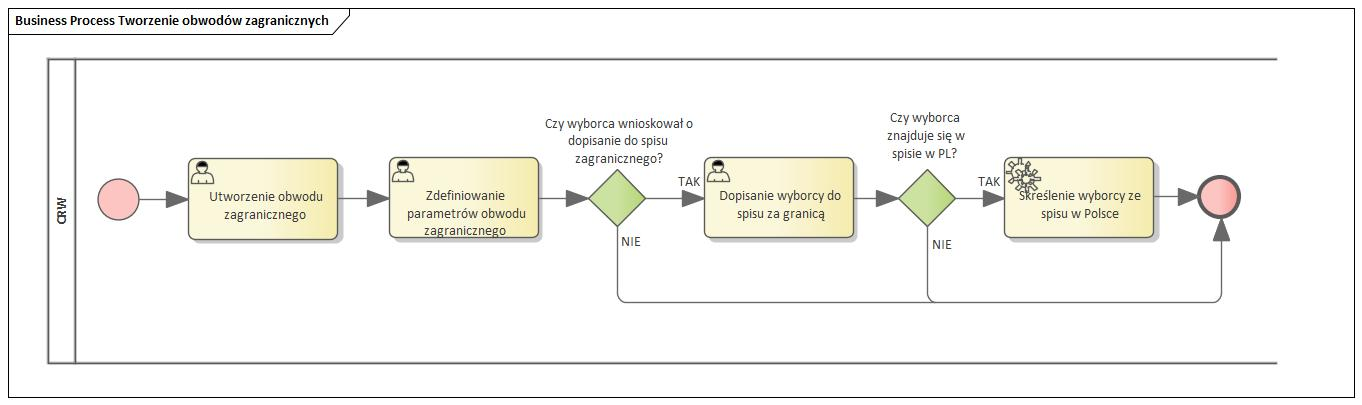 Business Process Tworzenie obwodów zagranicznych
CRW
Utworzenie obwodu
zagranicznego
Zdefiniowanie
parametrów obwodu
zagranicznego
Czy wyborca wnioskował o
dopisanie do spisu
zagranicznego?
TAK
NIE
Dopisanie wyborcy do
spisu za granicą
Czy wyborca
znajduje się w
spisie w PL?
TAK
NIE
Skreślenie wyborcy ze
spisu w Polsce